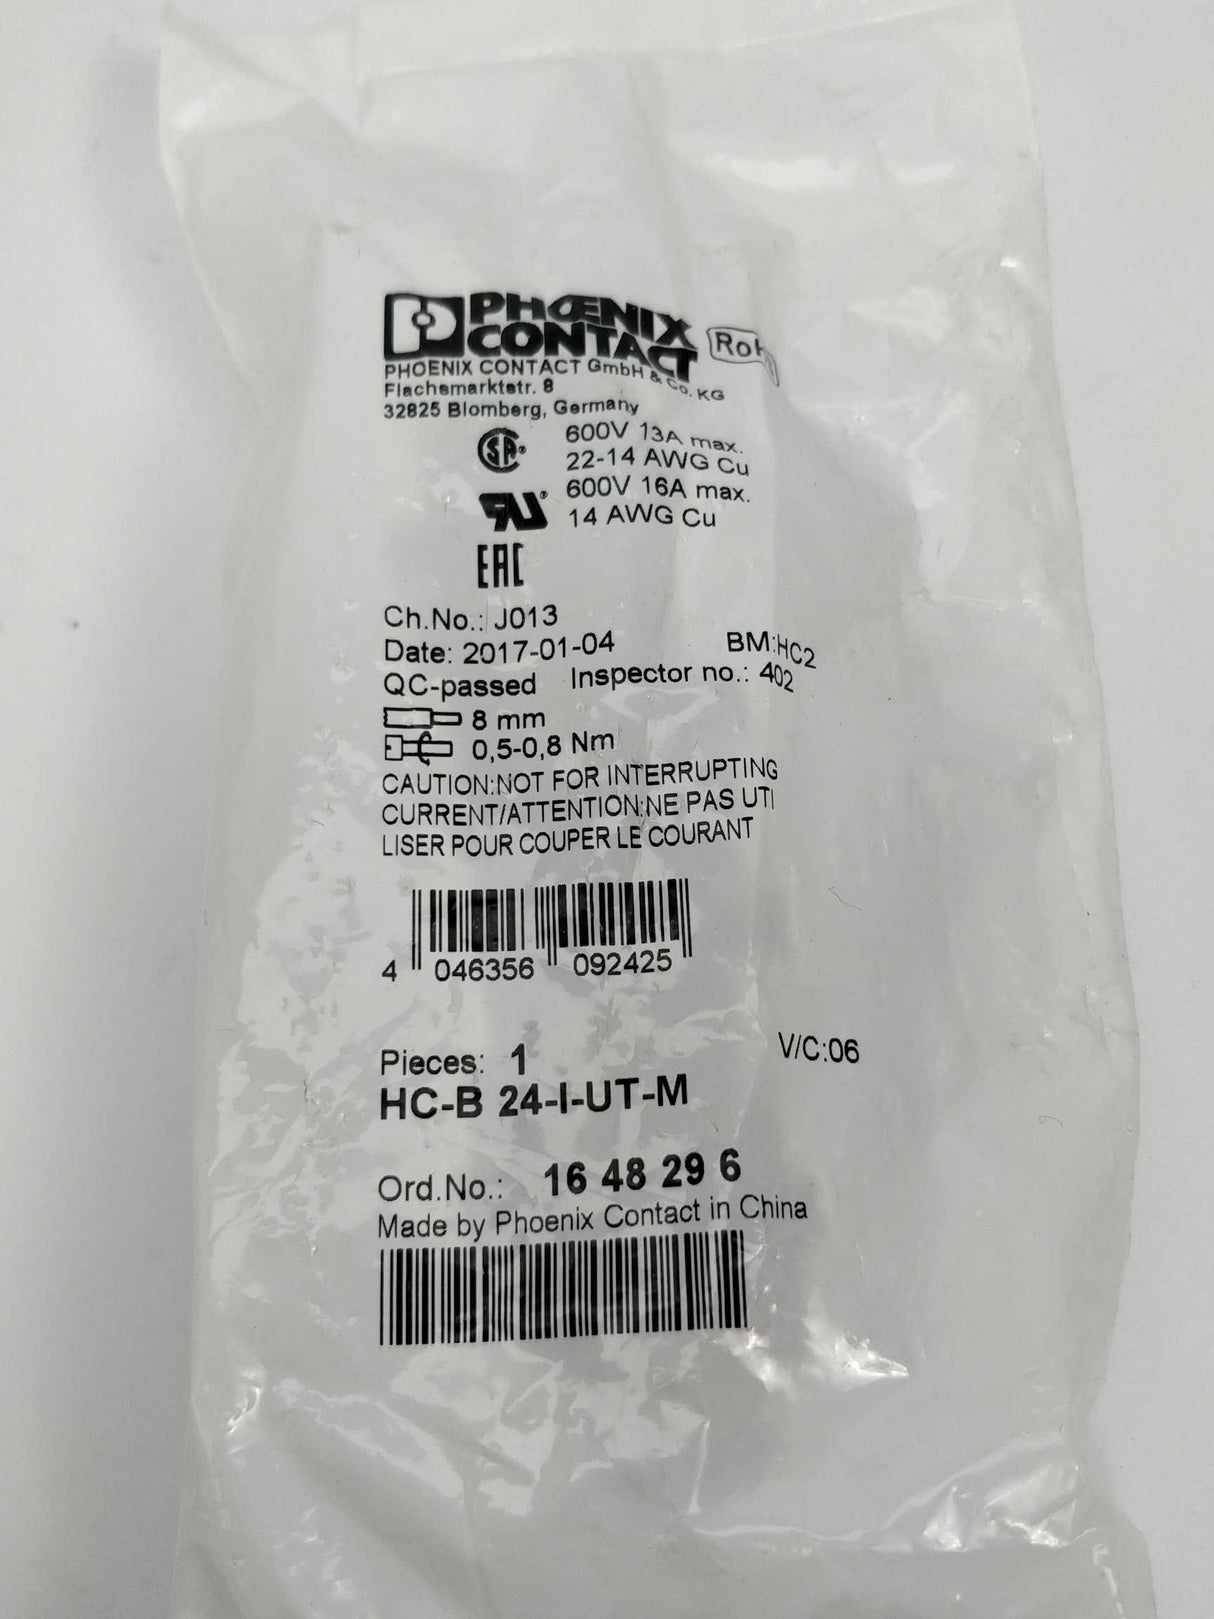 PHŒNIX
CONTACT
PHOENIX CONTACT GmbH & Co. KG
Flachsmarktstr. 8
32825 Blomberg, Germany
600V 13A max.
22-14 AWG Cu
600V 16A max.
14 AWG Cu
EAC
Ch.No.: J013
Date: 2017-01-04 BM:HC2
QC-passed Inspector no.: 402
8 mm
0,5-0,8 Nm
CAUTION:NOT FOR INTERRUPTING
CURRENT/ATTENTION:NE PAS UTI
LISER POUR COUPER LE COURANT
4 046356 092425
Pieces: 1 V/C:06
HC-B 24-I-UT-M
Ord.No.: 16 48 29 6
Made by Phoenix Contact in China